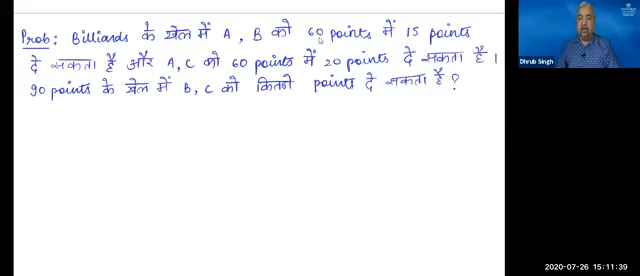 Prob: Billiards के खेल में A, B को 60 points में 15 points
दे सकता है और A, C को 60 points में 20 points दे सकता है।
90 points के खेल में B, C को कितने points दे सकता है?
Dhrub Singh
2020-07-26 15:11:39